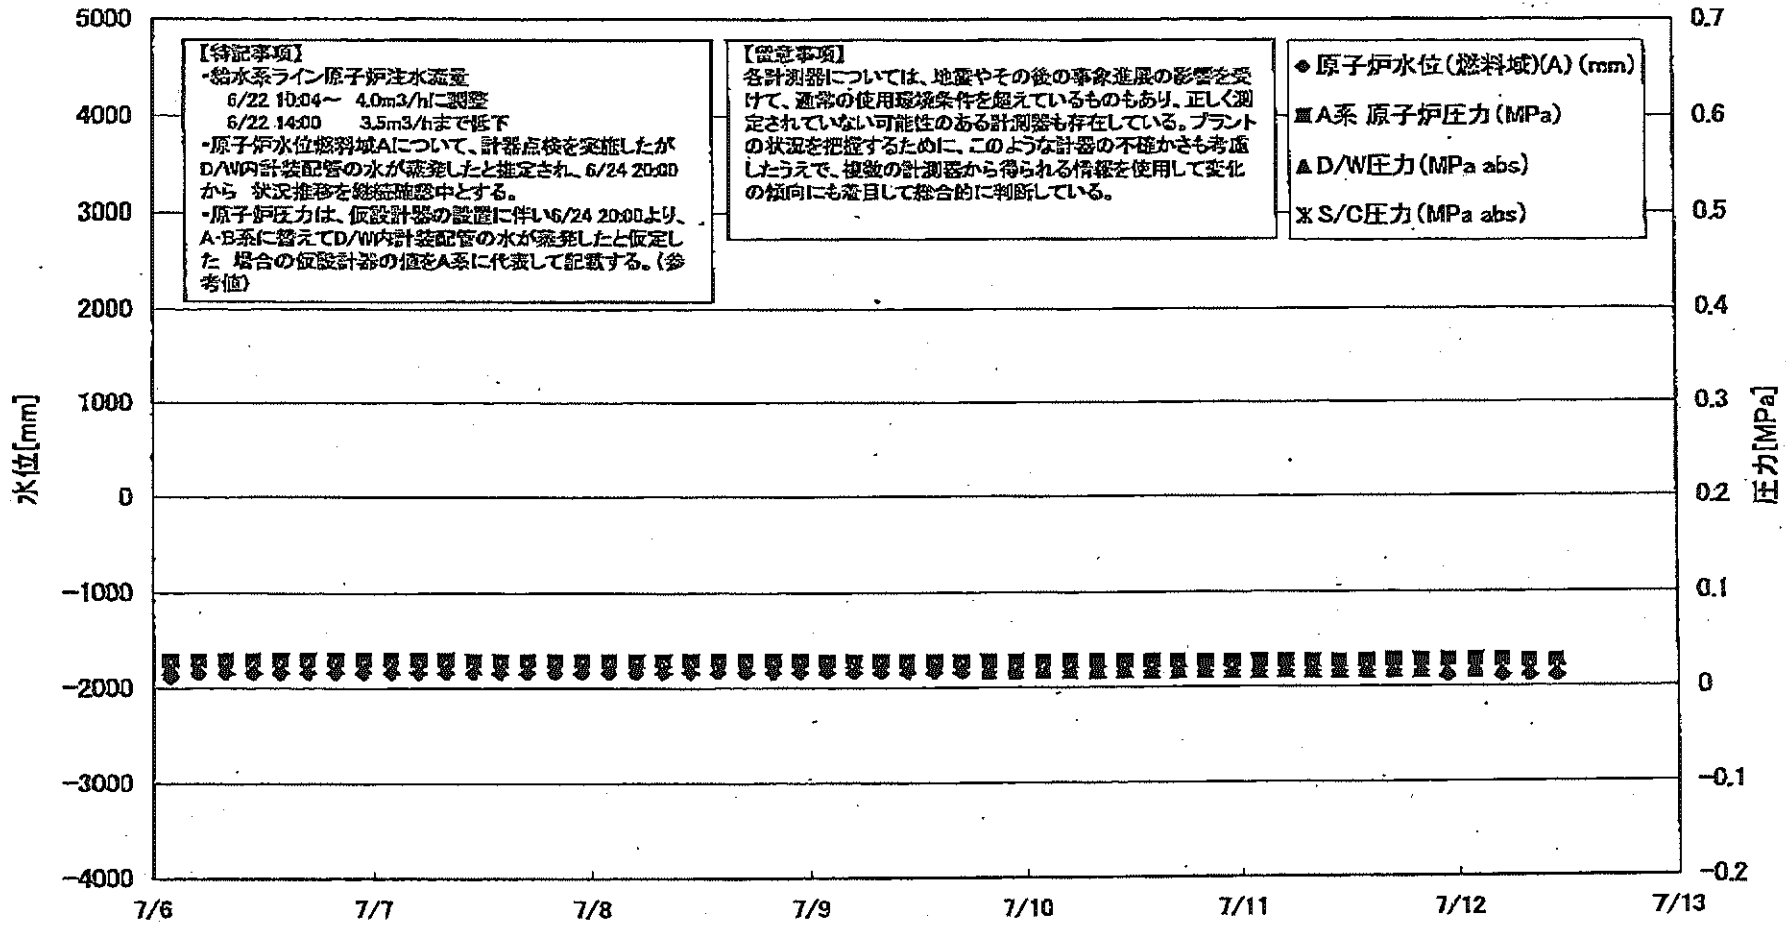 5000
4000
3000
2000
1000
0
-1000
-2000
-3000
-4000
水位[mm]
【特記事項】
・給水系ライン原子炉注水流量
6/22 10:04～ 4.0m3/hに調整
6/22 14:00 3.5m3/hまで低下
・原子炉水位燃料域Aについて、計器点検を実施したが
D/W内計装配管の水が蒸発したと推定され、6/24 20:00
から 状況推移を継続確認中とする。
・原子炉圧力は、仮設計器の設置に伴い6/24 20:00より、
A・B系に替えてD/W内計装配管の水が蒸発したと仮定し
た 場合の仮設計器の値をA系に代表して記載する。（参
考値）
【留意事項】
各計測器については、地震やその後の事象進展の影響を受
けて、通常の使用環境条件を超えているものもあり、正しく測
定されていない可能性のある計測器も存在している。プラント
の状況を把握するために、このような計器の不確かさも考慮
したうえで、複数の計測器から得られる情報を使用して変化
の傾向にも着目して総合的に判断している。
原子炉水位(燃料域)(A)(mm)
A系 原子炉圧力(MPa)
D/W圧力(MPa abs)
S/C圧力(MPa abs)
0.7
0.6
0.5
0.4
0.3
0.2
0.1
0
-0.1
-0.2
圧力[MPa]
7/6 7/7 7/8 7/9 7/10 7/11 7/12 7/13